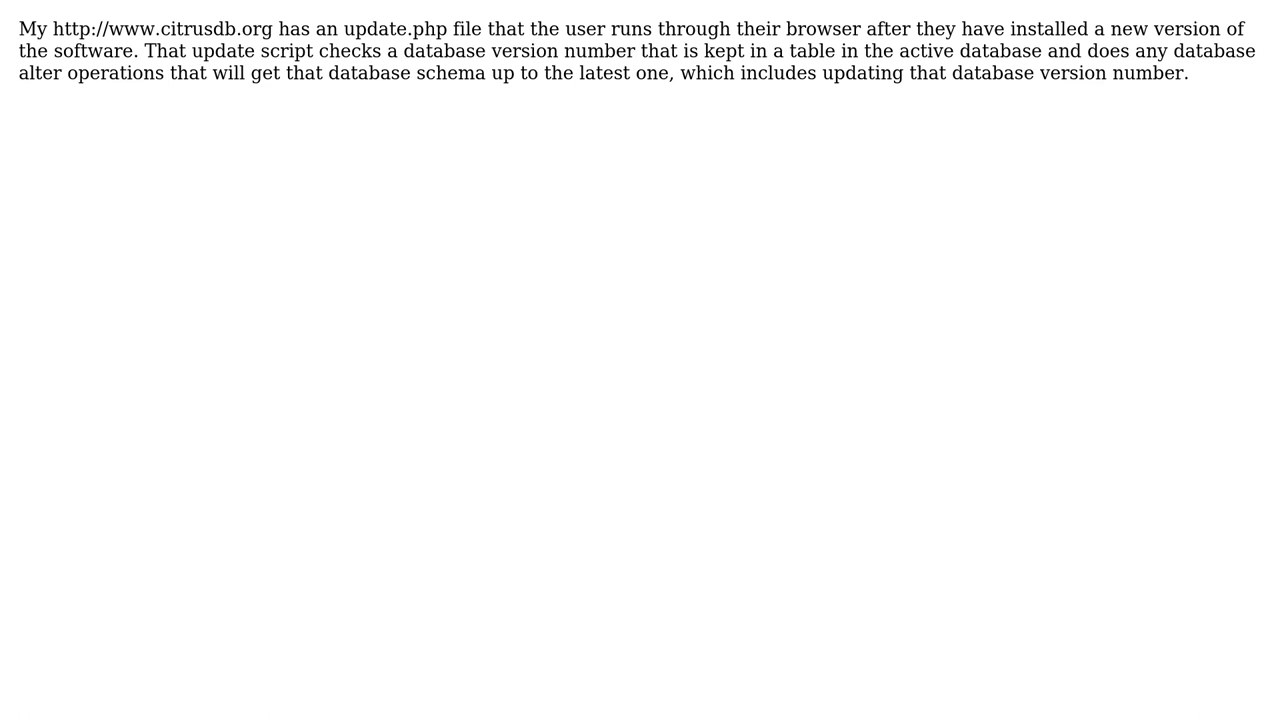 My http://www.citrusdb.org has an update.php file that the user runs through their browser after they have installed a new version of
the software. That update script checks a database version number that is kept in a table in the active database and does any database
alter operations that will get that database schema up to the latest one, which includes updating that database version number.